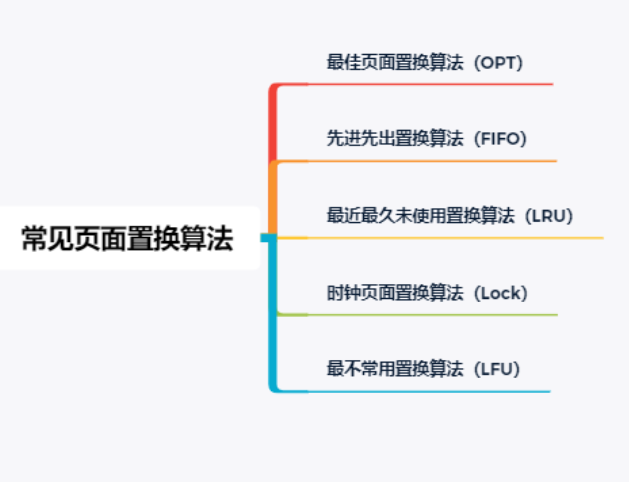 最佳页面置换算法（OPT）
先进先出置换算法（FIFO）
常见页面置换算法
最近最久未使用置换算法（LRU）
时钟页面置换算法（Lock）
最不常用置换算法（LFU）